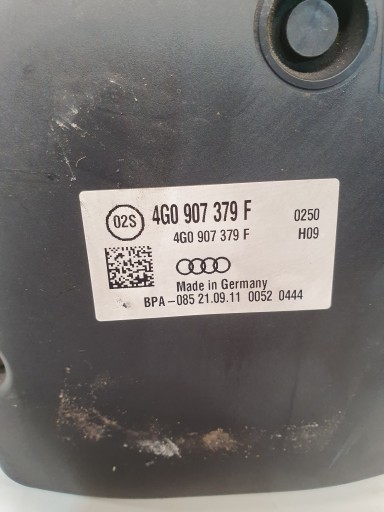 02S
4G0 907 379 F
0250
4G0 907 379 F
H09
Made in Germany
BPA-085 21.09.11 0052 0444